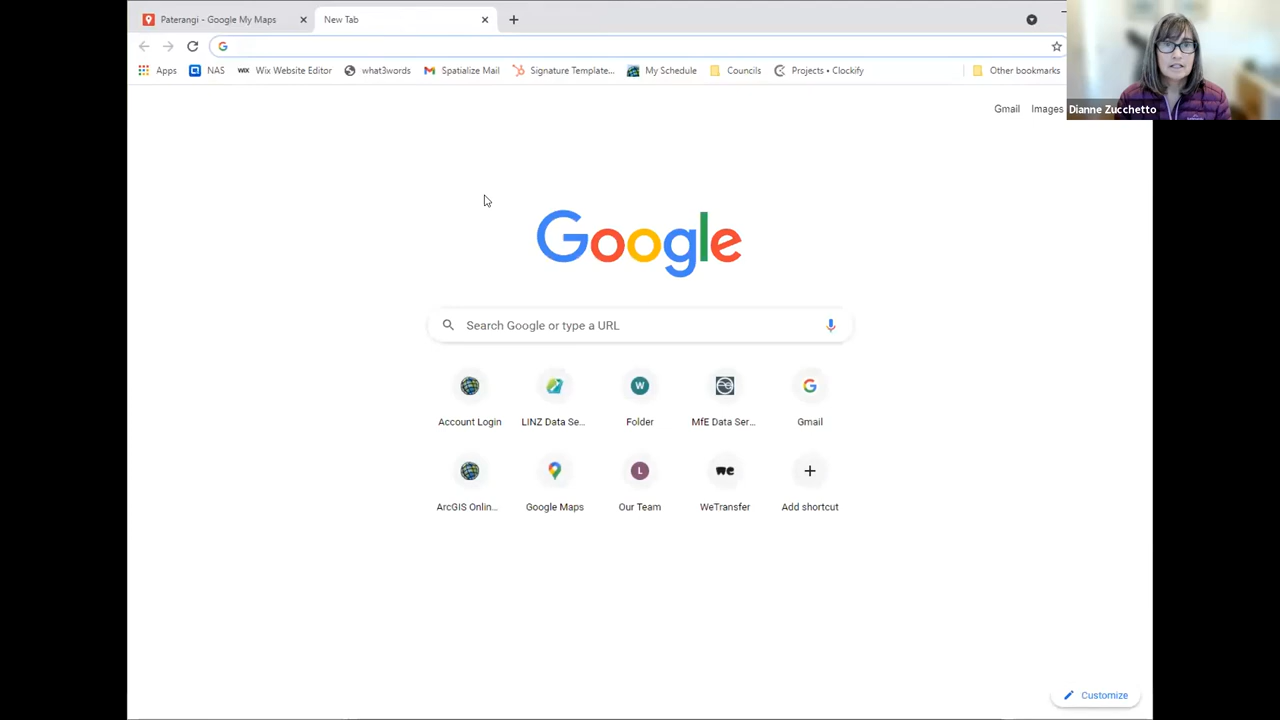 Paterangi - Google My Maps
New Tab
Apps
NAS
WIX Wix Website Editor
what3words
Spatialize Mail
Signature Template...
My Schedule
Councils
Projects • Clockify
Other bookmarks
Dianne Zucchetto
Gmail Images
Google
Search Google or type a URL
Account Login
LINZ Data Se...
W
Folder
MfE Data Ser...
G
Gmail
ArcGIS Onlin...
Google Maps
L
Our Team
we
WeTransfer
Add shortcut
Customize